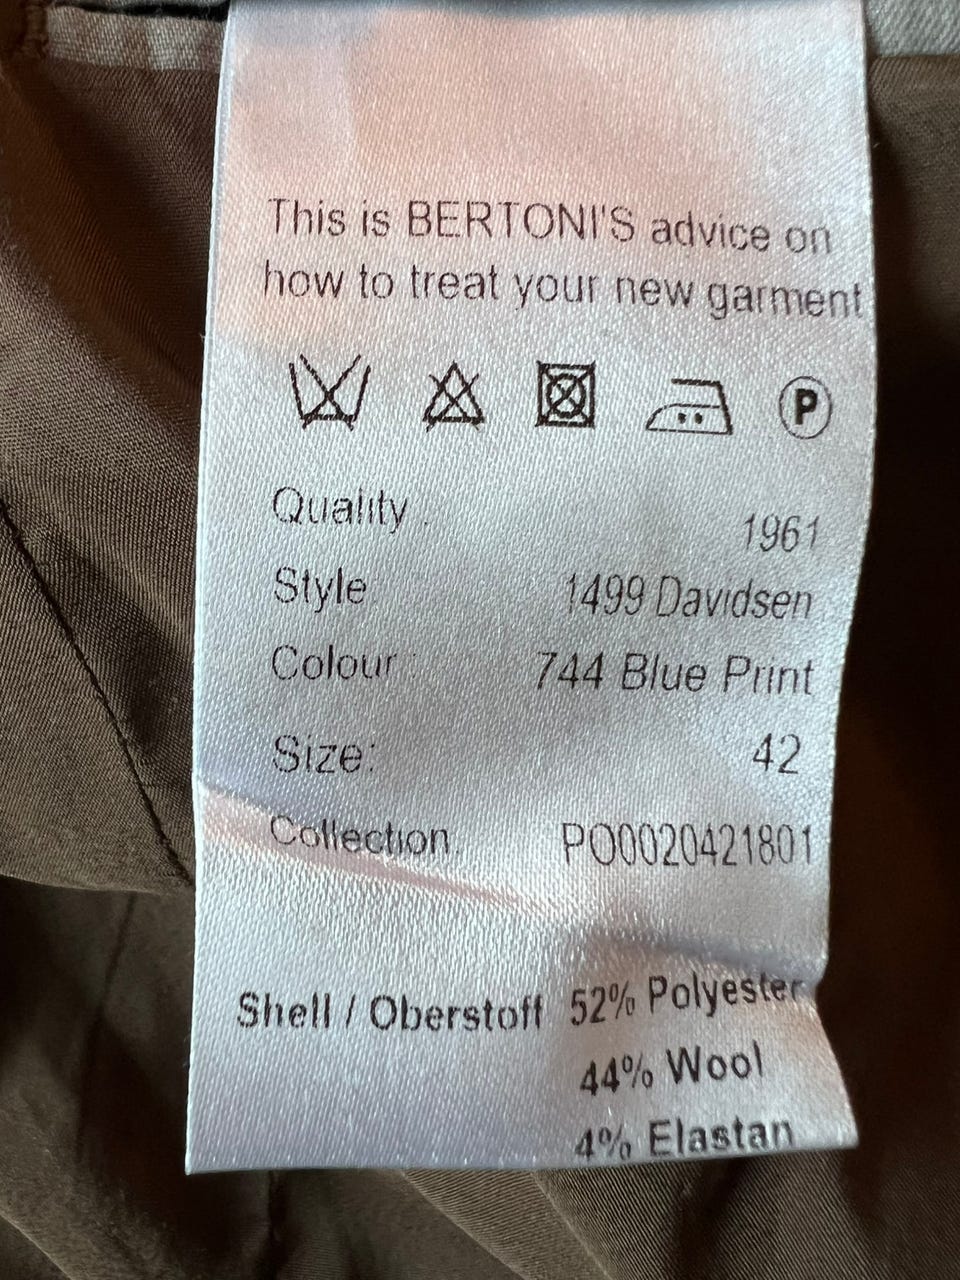 This is BERTONI'S advice on
how to treat your new garment
P
Quality : 1961
Style 1499 Davidsen
Colour : 744 Blue Print
Size: 42
Collection PO0020421801
Shell / Oberstoff 52% Polyester
44% Wool
4% Elastan